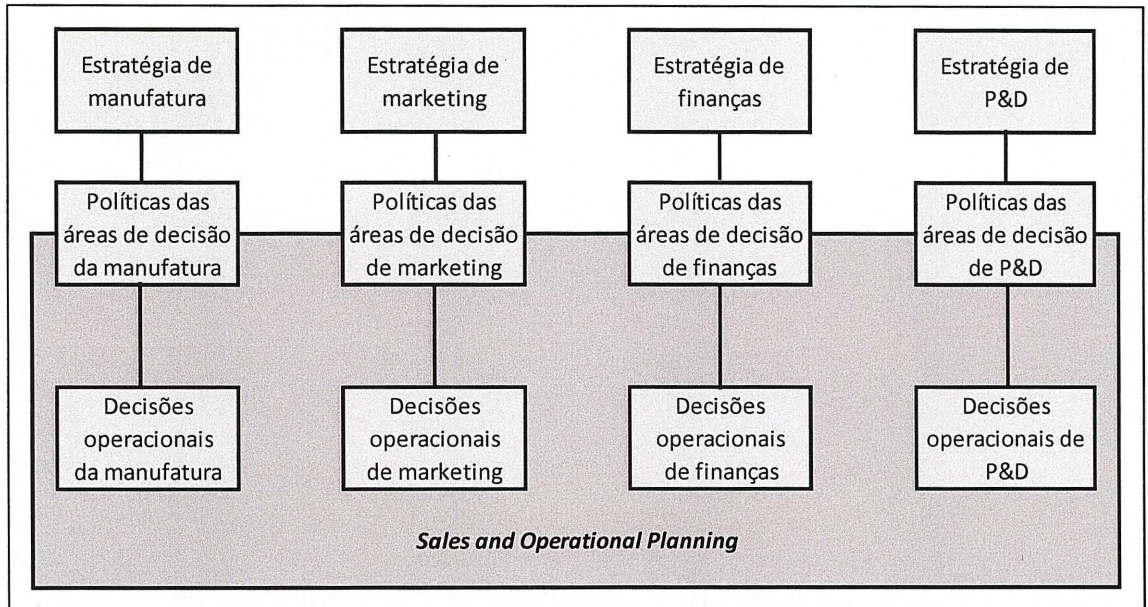 Estratégia de
manufatura
Estratégia de
marketing
Estratégia de
finanças
Estratégia de
P&D
Políticas das
áreas de decisão
da manufatura
Políticas das
áreas de decisão
de marketing
Políticas das
áreas de decisão
de finanças
Políticas das
áreas de decisão
de P&D
Decisões
operacionais
da manufatura
Decisões
operacionais
de marketing
Decisões
operacionais
de finanças
Decisões
operacionais de
P&D
Sales and Operational Planning